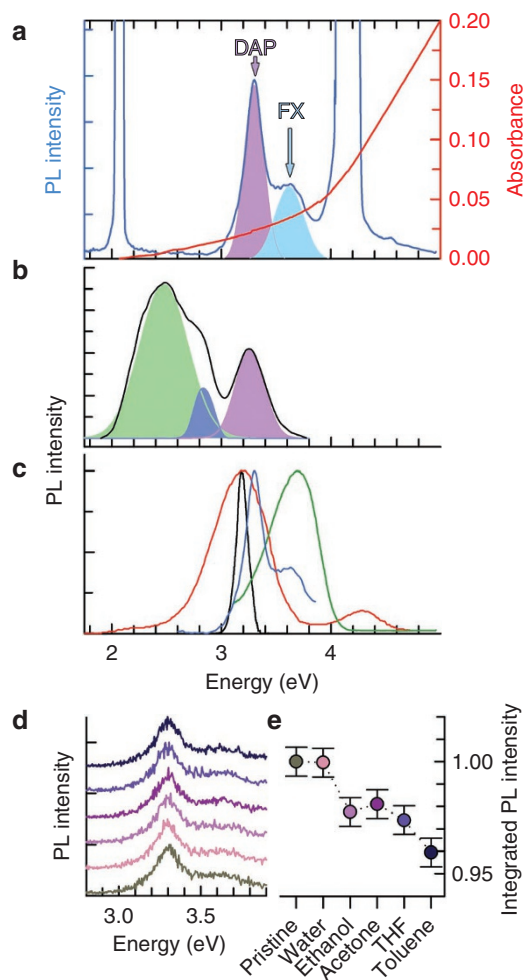 a
0.20
DAP
0.15
FX
PL intensity
0.10
Absorbance
0.05
0.00
b
PL intensity
c
2
3
4
Energy (eV)
d
e
PL intensity
1.00
0.95
Integrated PL intensity
3.0
3.5
Energy (eV)
Pristine
Water
Ethanol
Acetone
THF
Toluene